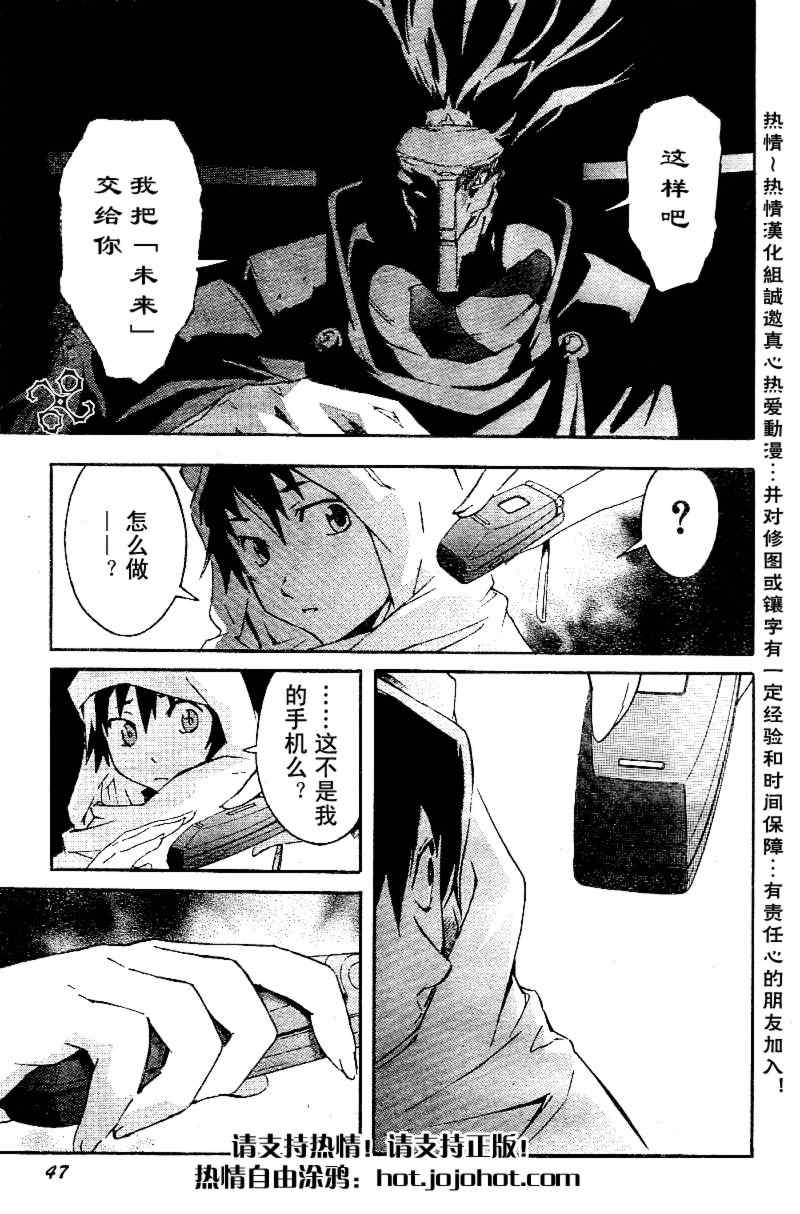 这样吧
我把「未来」
交给你
？
怎么做
——？
……这不是我
的手机么？
热情～热情漢化組誠邀真心热爱動漫…并对修图或镶字有一定经验和时间保障…有责任心的朋友加入！
请支持热情！请支持正版！
热情自由涂鸦：hot.jojohot.com
47